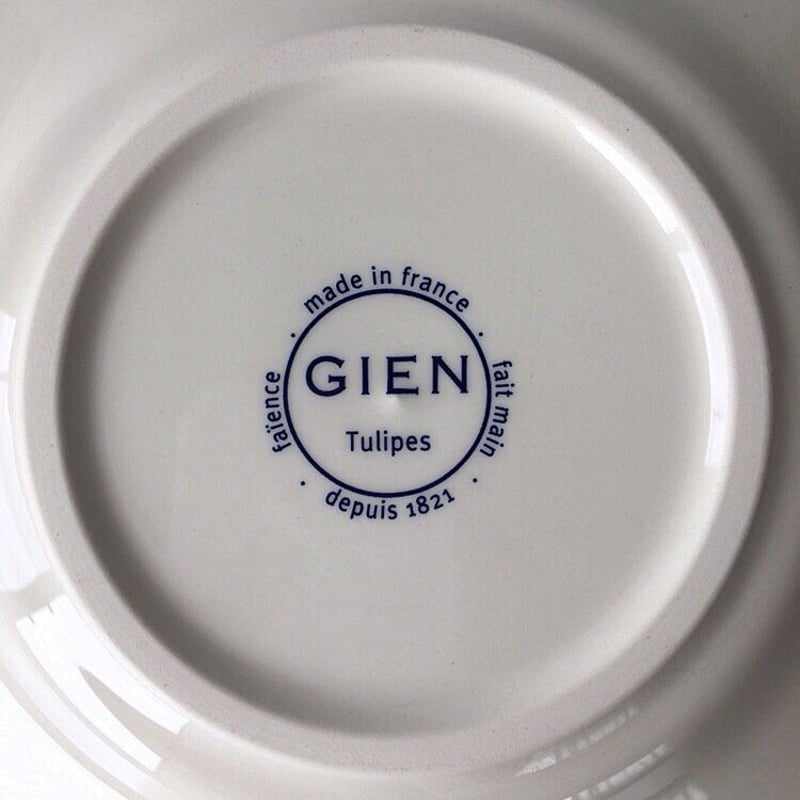 made in france
GIEN
Tulipes
faïence
fait main
depuis 1821